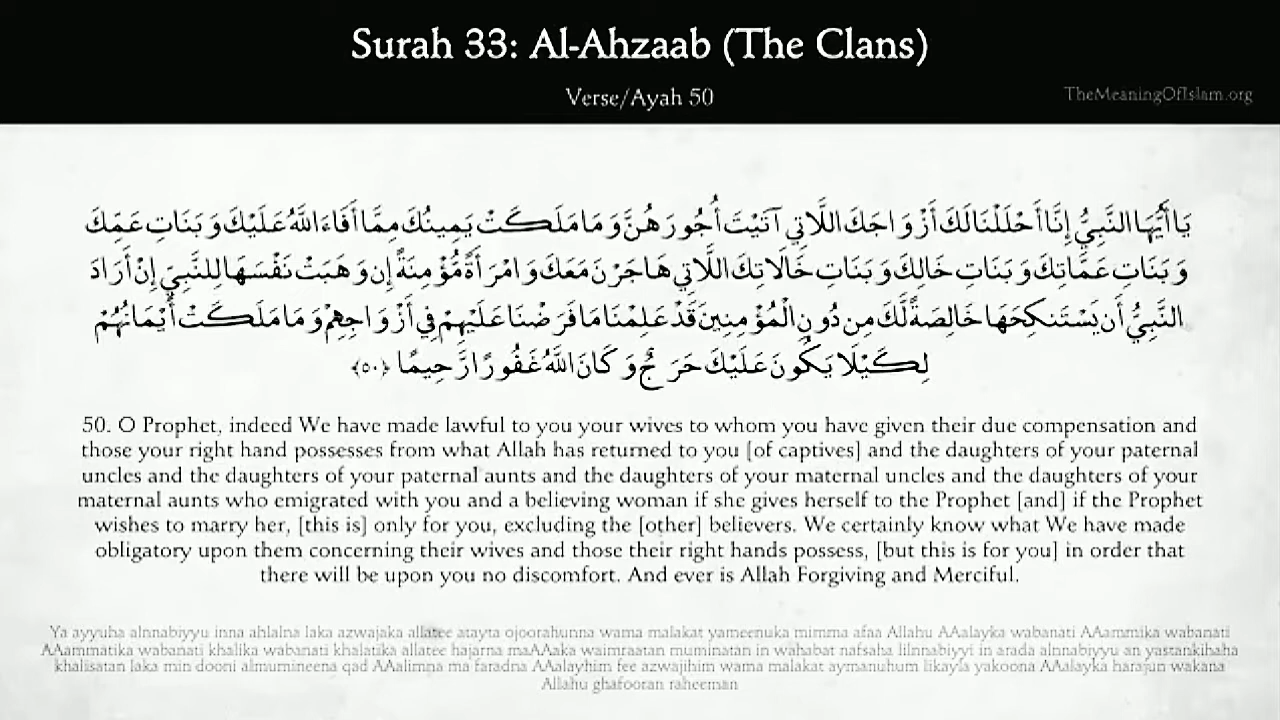 Surah 33: Al-Ahzaab (The Clans)
Verse/Ayah 50
TheMeaningOfIslam.org
يَا أَيُّهَا النَّبِيُّ إِنَّا أَحْلَلْنَا لَكَ أَزْوَاجَكَ اللَّاتِي آتَيْتَ أُجُورَهُنَّ وَمَا مَلَكَتْ يَمِينُكَ مِمَّا أَفَاءَ اللَّهُ عَلَيْكَ وَبَنَاتِ عَمِّكَ
وَبَنَاتِ عَمَّاتِكَ وَبَنَاتِ خَالِكَ وَبَنَاتِ خَالَاتِكَ اللَّاتِي هَاجَرْنَ مَعَكَ وَامْرَأَةً مُّؤْمِنَةً إِن وَهَبَتْ نَفْسَهَا لِلنَّبِيِّ إِنْ أَرَادَ
النَّبِيُّ أَن يَسْتَنكِحَهَا خَالِصَةً لَّكَ مِن دُونِ الْمُؤْمِنِينَ قَدْ عَلِمْنَا مَا فَرَضْنَا عَلَيْهِمْ فِي أَزْوَاجِهِمْ وَمَا مَلَكَتْ أَيْمَانُهُمْ
لِكَيْلَا يَكُونَ عَلَيْكَ حَرَجٌ وَكَانَ اللَّهُ غَفُورًا رَّحِيمًا ﴿٥٠﴾
50. O Prophet, indeed We have made lawful to you your wives to whom you have given their due compensation and
those your right hand possesses from what Allah has returned to you [of captives] and the daughters of your paternal
uncles and the daughters of your paternal aunts and the daughters of your maternal uncles and the daughters of your
maternal aunts who emigrated with you and a believing woman if she gives herself to the Prophet [and] if the Prophet
wishes to marry her, [this is] only for you, excluding the [other] believers. We certainly know what We have made
obligatory upon them concerning their wives and those their right hands possess, [but this is for you] in order that
there will be upon you no discomfort. And ever is Allah Forgiving and Merciful.
Ya ayyuha alnnabiyyu inna ahlalna laka azwajaka allatee atayta ojoorahunna wama malakat yameenuka mimma afaa Allahu AAalayka wabanati AAammika wabanati
AAammatika wabanati khalika wabanati khalatika allatee hajarna maAAaka waimraatan muminatan in wahabat nafsaha lilnnabiyyi in arada alnnabiyyu an yastankihaha
khalisatan laka min dooni almumineena qad AAalimna ma faradna AAalayhim fee azwajihim wama malakat aymanuhum likayla yakoona AAalayka harajun wakana
Allahu ghafooran raheeman